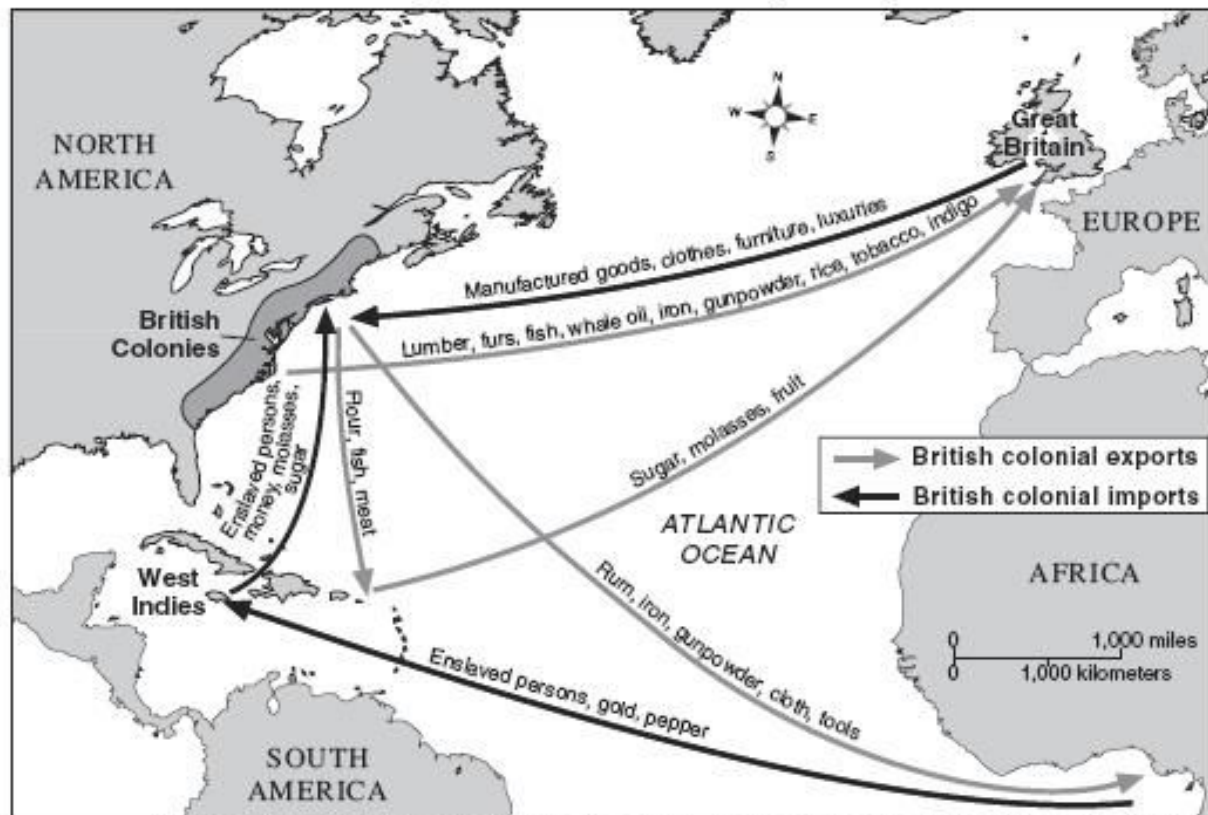 NORTH
AMERICA
N
W
E
S
Great
Britain
EUROPE
Manufactured goods, clothes, furniture, luxuries
Lumber, furs, fish, whale oil, iron, gunpowder, rice, tobacco, indigo
British
Colonies
Enslaved persons,
money, molasses,
sugar
Flour, fish, meat
Sugar, molasses, fruit
British colonial exports
British colonial imports
ATLANTIC
OCEAN
West
Indies
Rum, iron, gunpowder, cloth, tools
AFRICA
0
1,000 miles
0
1,000 kilometers
Enslaved persons, gold, pepper
SOUTH
AMERICA